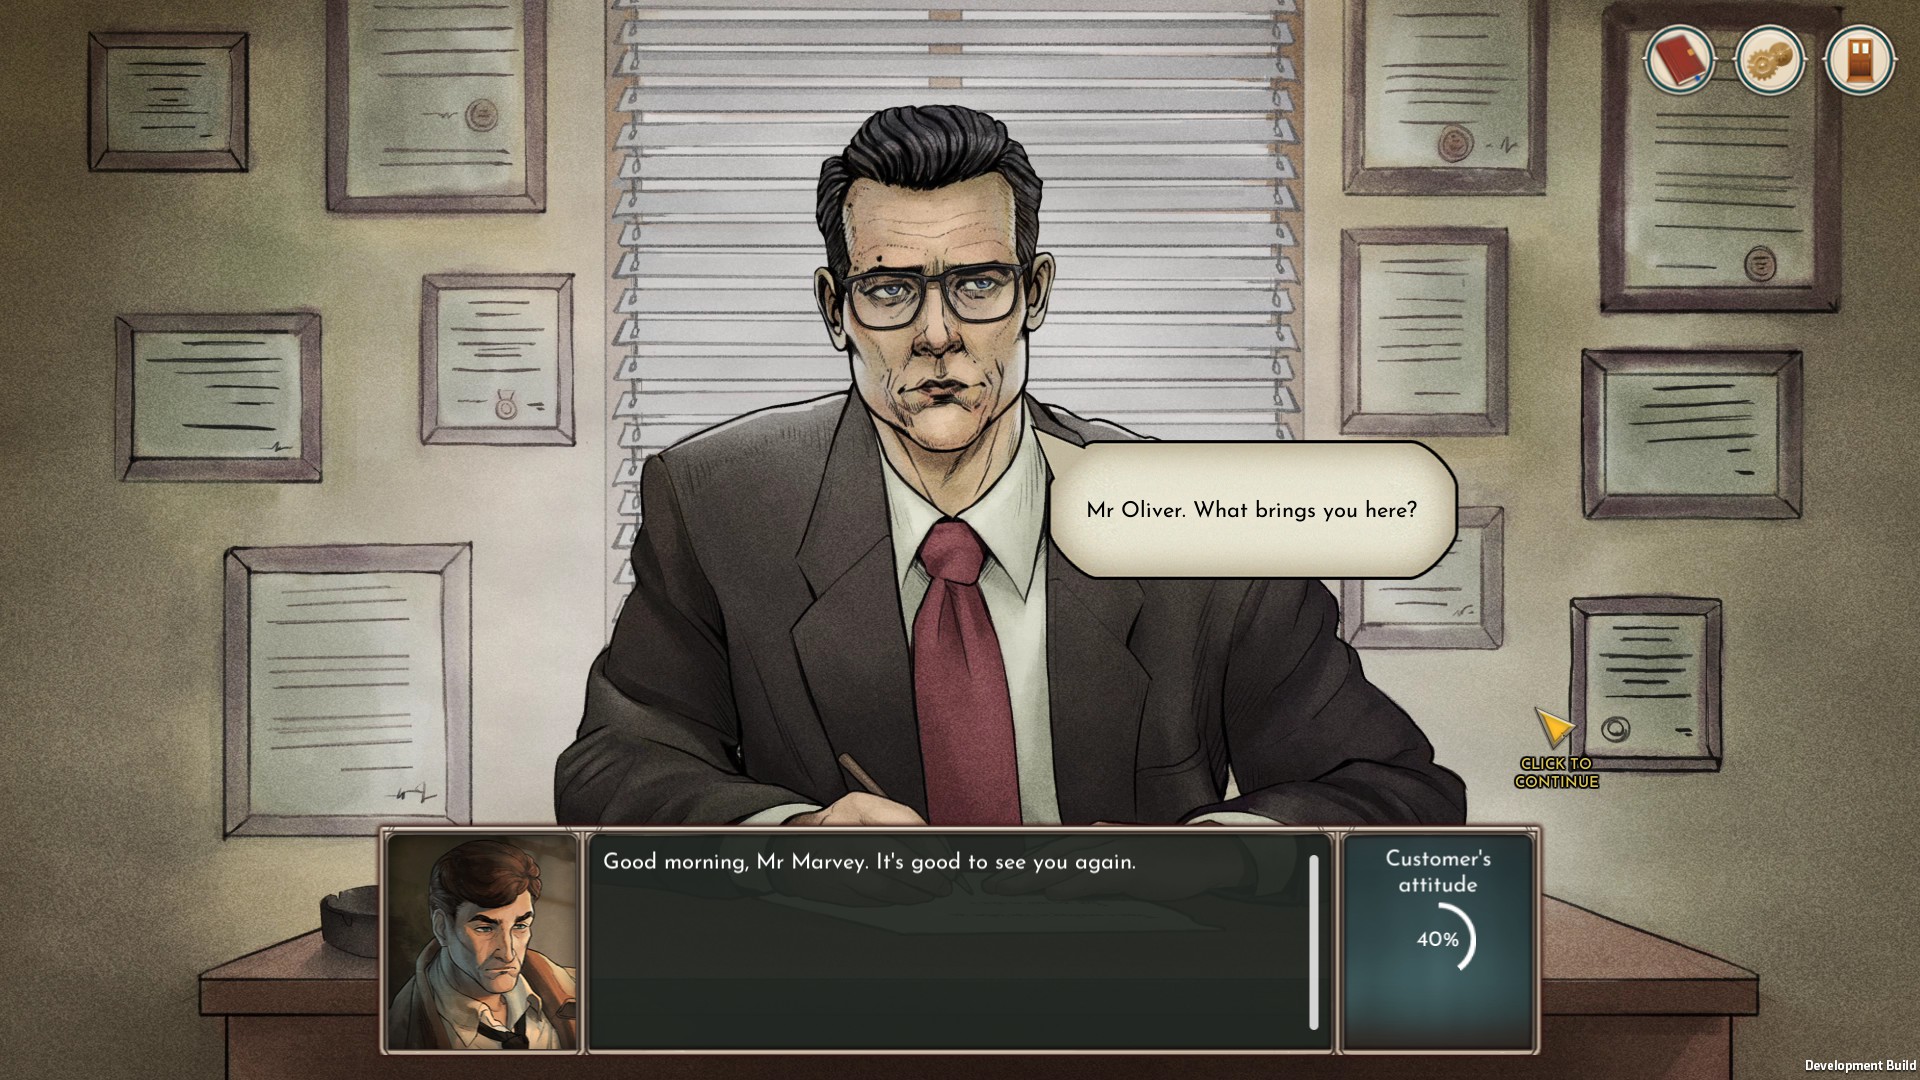 Mr Oliver. What brings you here?
CLICK TO
CONTINUE
Good morning, Mr Marvey. It's good to see you again.
Customer's
attitude
40%
Development Build